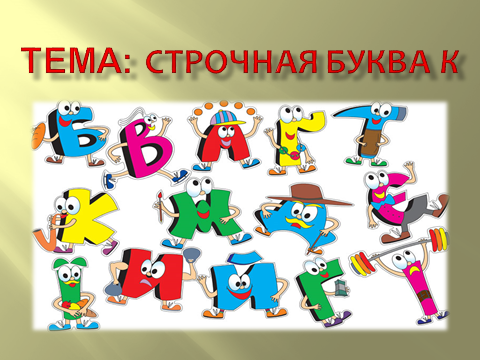 ТЕМА: СТРОЧНАЯ БУКВА К
Б В А Г Т
К Ж Д Є
І И Й Ґ